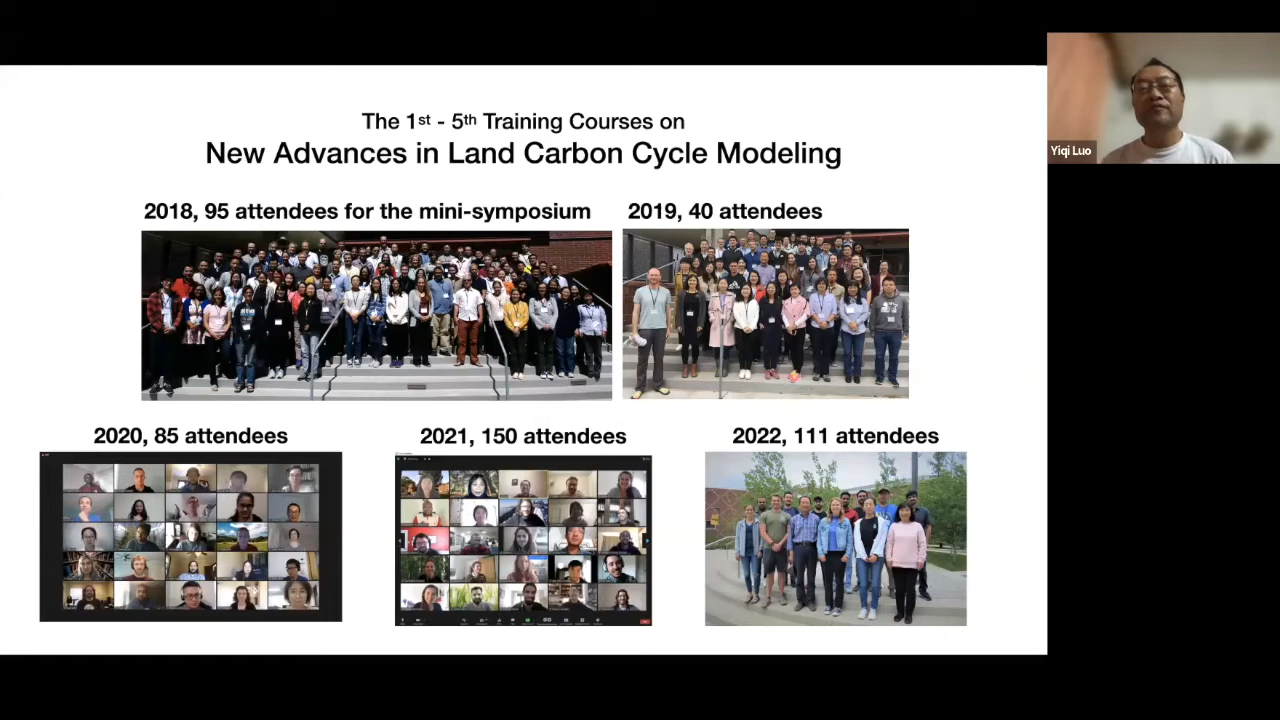 The 1st - 5th Training Courses on
New Advances in Land Carbon Cycle Modeling
2018, 95 attendees for the mini-symposium
2019, 40 attendees
2020, 85 attendees
2021, 150 attendees
2022, 111 attendees
Yiqi Luo